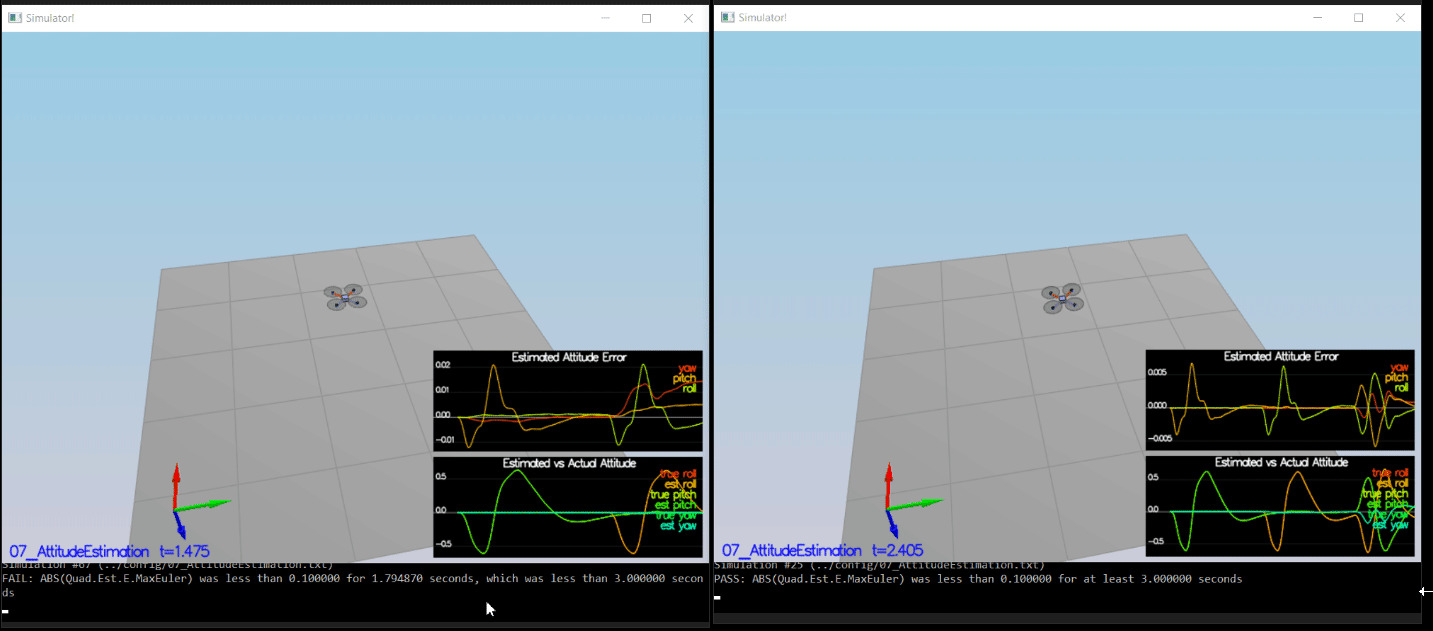 Simulator!
Estimated Attitude Error
0.02
0.01
0.00
-0.01
yaw
pitch
roll
Estimated vs Actual Attitude
0.5
0.0
-0.5
true roll
est roll
true pitch
est pitch
true yaw
est yaw
07_AttitudeEstimation t=1.475
Simulation #67 (../config/07_AttitudeEstimation.txt)
FAIL: ABS(Quad.Est.E.MaxEuler) was less than 0.100000 for 1.794870 seconds, which was less than 3.000000 secon
ds
Simulator!
Estimated Attitude Error
0.005
0.000
-0.005
yaw
pitch
roll
Estimated vs Actual Attitude
0.5
0.0
-0.5
true roll
est roll
true pitch
est pitch
true yaw
est yaw
07_AttitudeEstimation t=2.405
Simulation #25 (../config/07_AttitudeEstimation.txt)
PASS: ABS(Quad.Est.E.MaxEuler) was less than 0.100000 for at least 3.000000 seconds